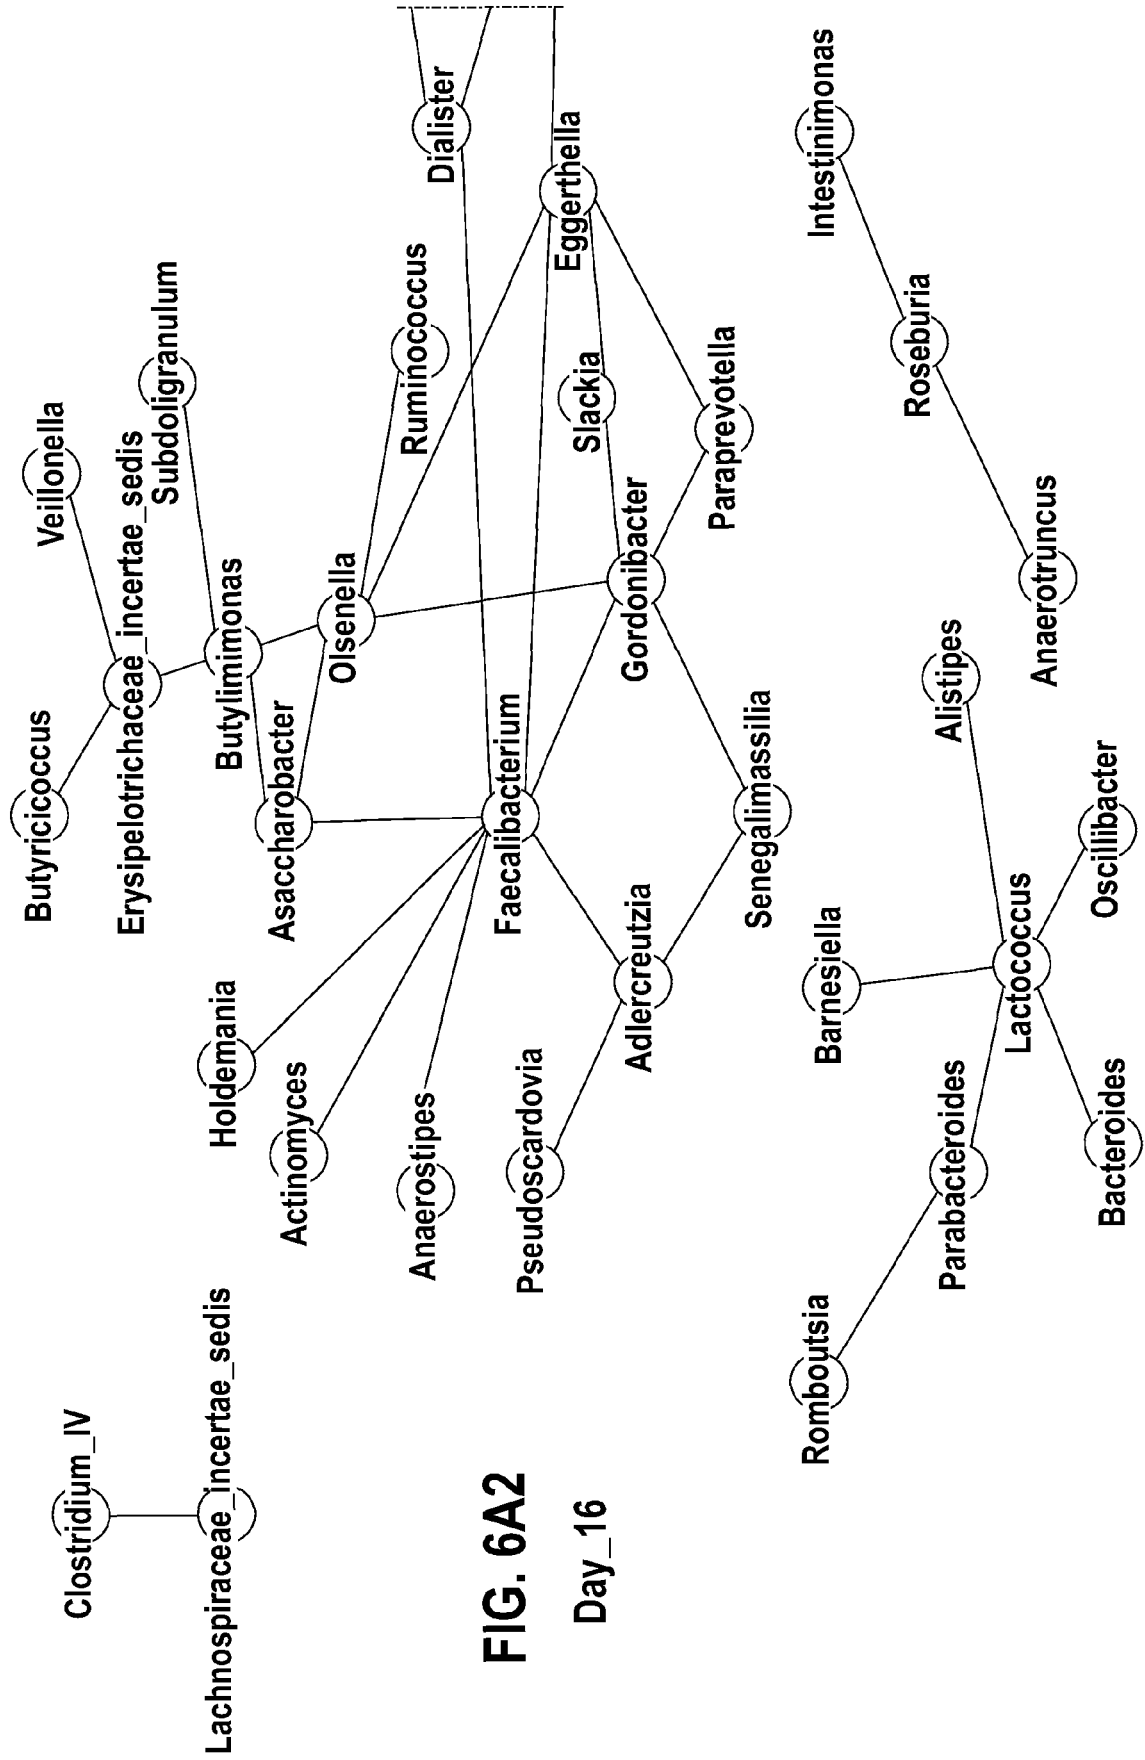 Clostridium_IV
Lachnospiraceae_incertae_sedis
FIG. 6A2
Day_16
Butyricicoccus
Veillonella
Erysipelotrichaceae_incertae_sedis
Subdoligranulum
Butylimimonas
Asaccharobacter
Olsenella
Ruminococcus
Dialister
Holdemania
Actinomyces
Anaerostipes
Pseudoscardovia
Faecalibacterium
Eggerthella
Slackia
Adlercreutzia
Gordonibacter
Paraprevotella
Senegalimassilia
Romboutsia
Barnesiella
Parabacteroides
Alistipes
Lactococcus
Bacteroides
Oscillibacter
Intestinimonas
Roseburia
Anaerotruncus